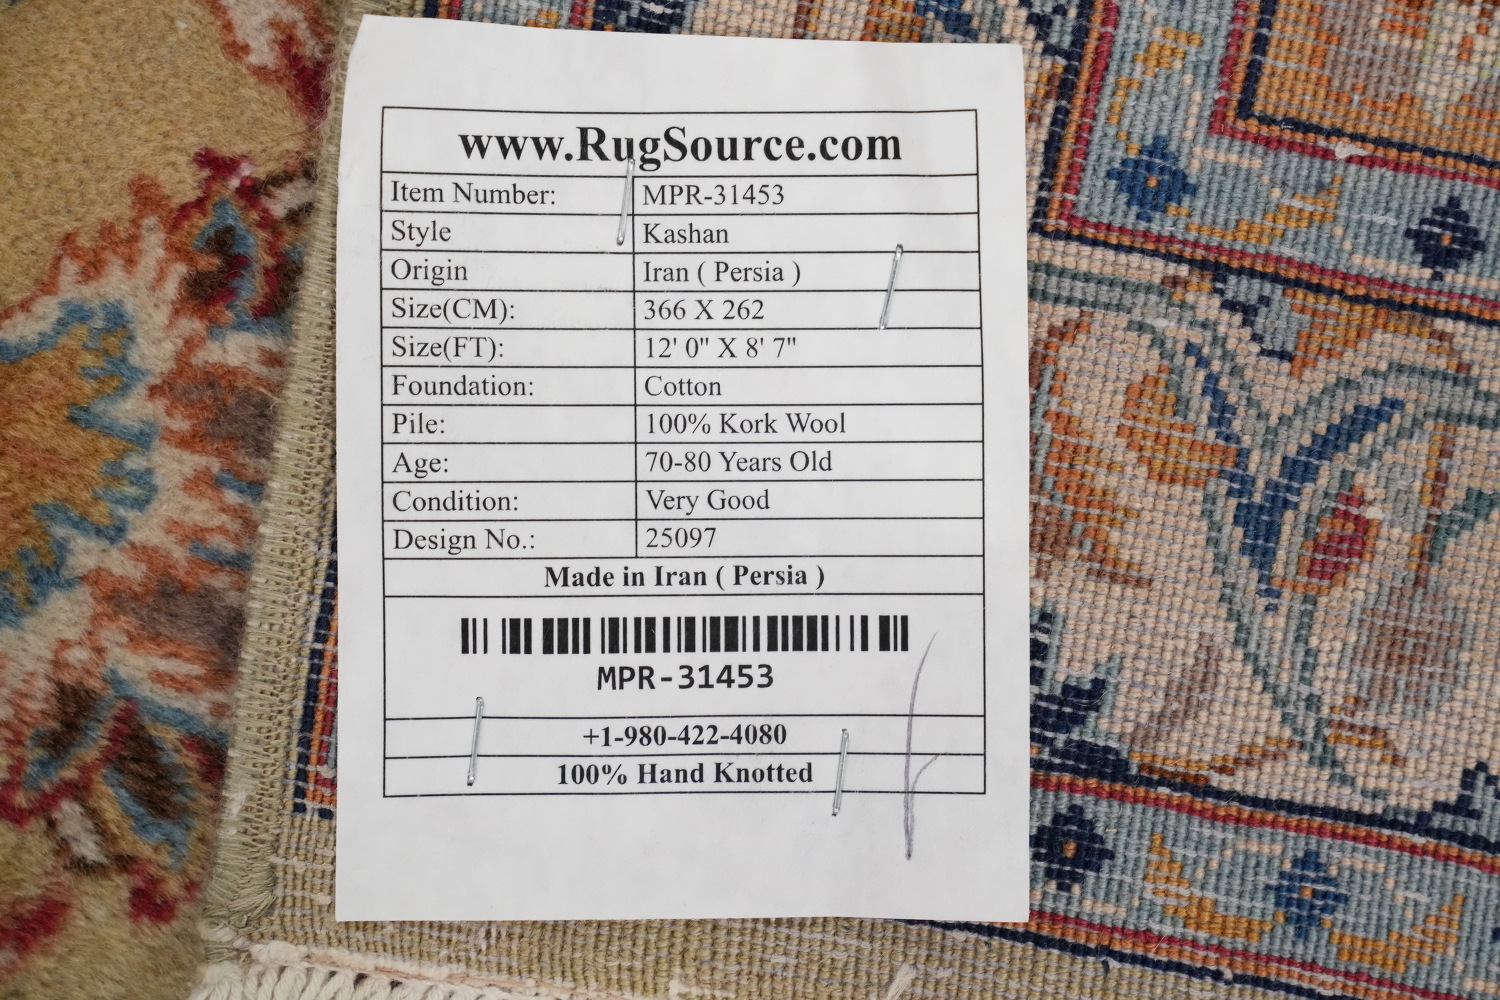 www.RugSource.com
Item Number: MPR-31453
Style Kashan
Origin Iran ( Persia )
Size(CM): 366 X 262
Size(FT): 12' 0" X 8' 7"
Foundation: Cotton
Pile: 100% Kork Wool
Age: 70-80 Years Old
Condition: Very Good
Design No.: 25097
Made in Iran ( Persia )
MPR-31453
+1-980-422-4080
100% Hand Knotted